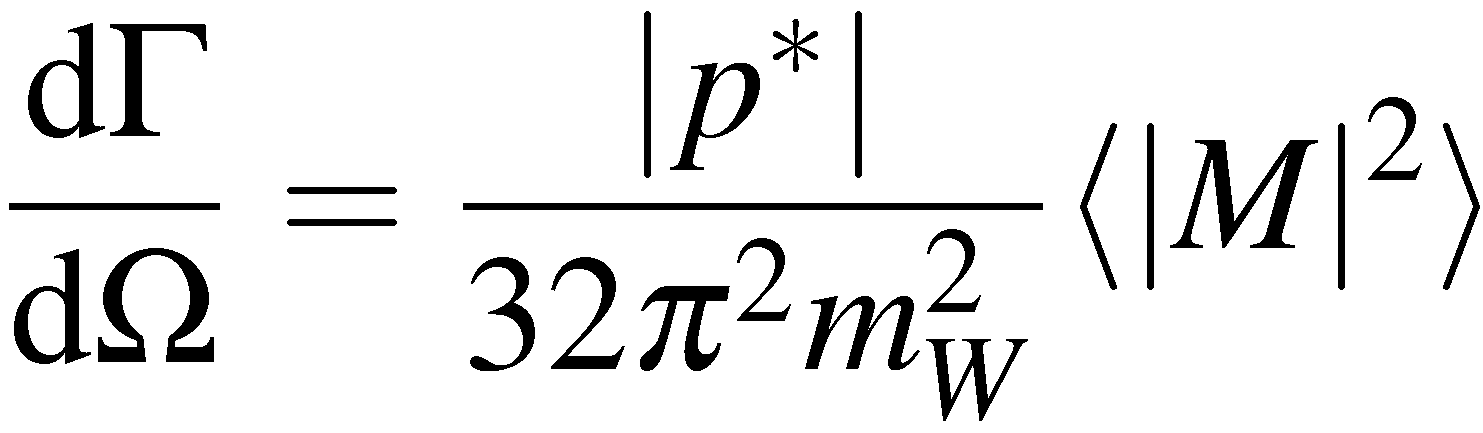 dΓ/dΩ = |p*|/(32π²m_W²) ⟨|M|²⟩